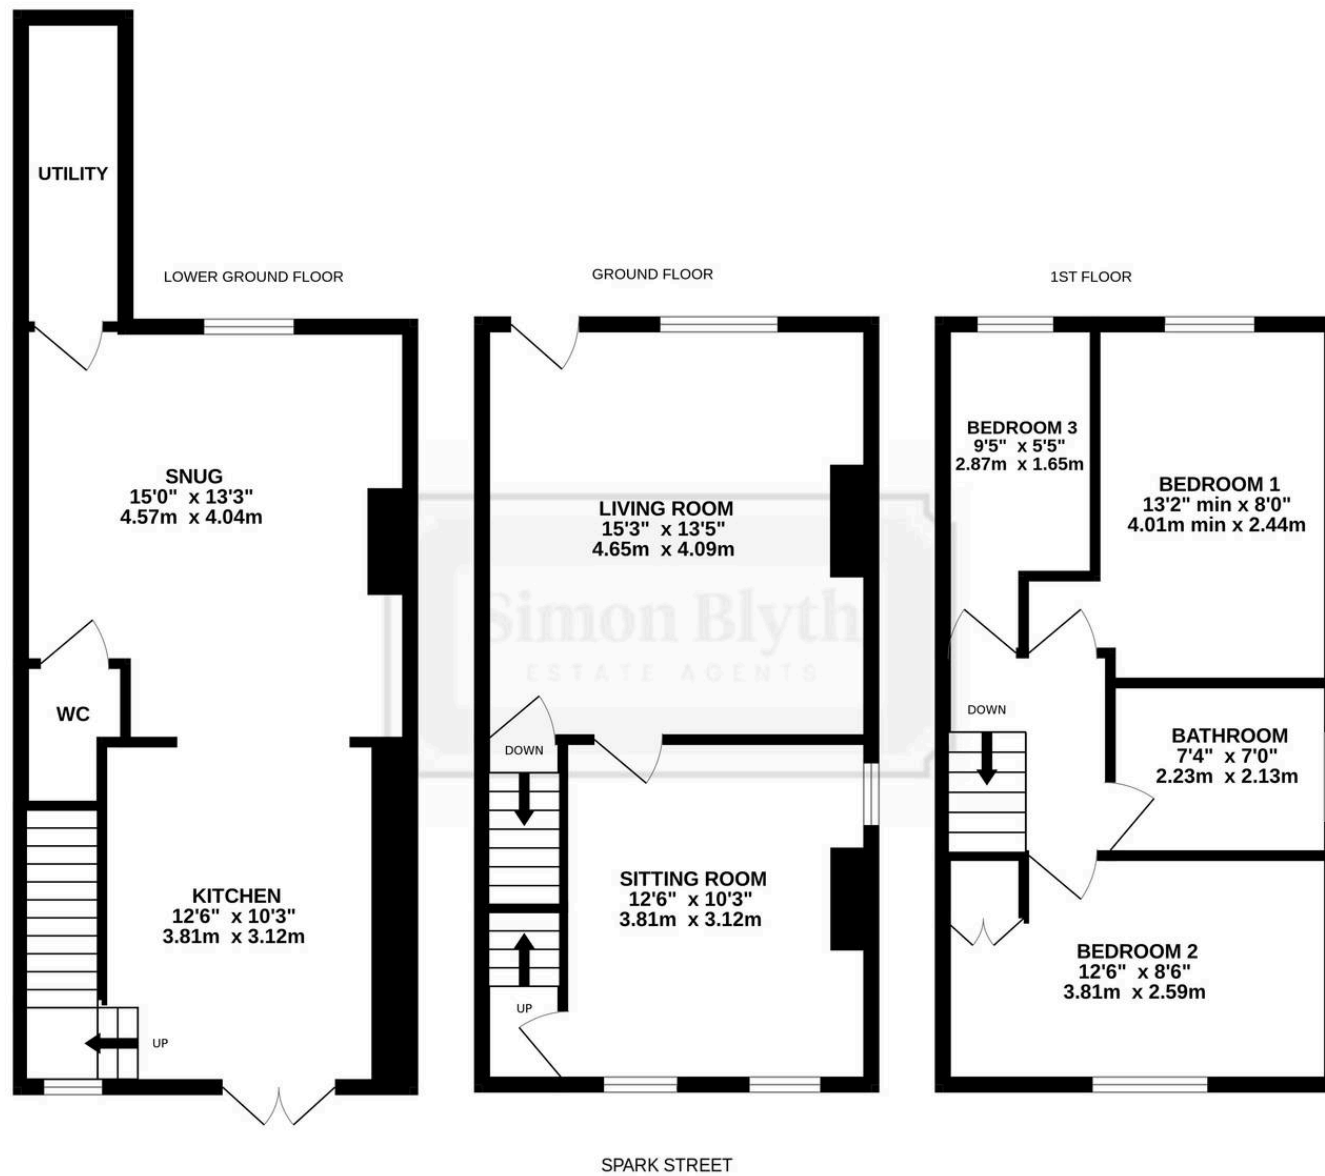 UTILITY
LOWER GROUND FLOOR
SNUG
15'0" x 13'3"
4.57m x 4.04m
WC
KITCHEN
12'6" x 10'3"
3.81m x 3.12m
UP
GROUND FLOOR
LIVING ROOM
15'3" x 13'5"
4.65m x 4.09m
Simon Blyth
ESTATE AGENTS
DOWN
SITTING ROOM
12'6" x 10'3"
3.81m x 3.12m
UP
1ST FLOOR
BEDROOM 3
9'5" x 5'5"
2.87m x 1.65m
BEDROOM 1
13'2" min x 8'0"
4.01m min x 2.44m
DOWN
BATHROOM
7'4" x 7'0"
2.23m x 2.13m
BEDROOM 2
12'6" x 8'6"
3.81m x 2.59m
SPARK STREET